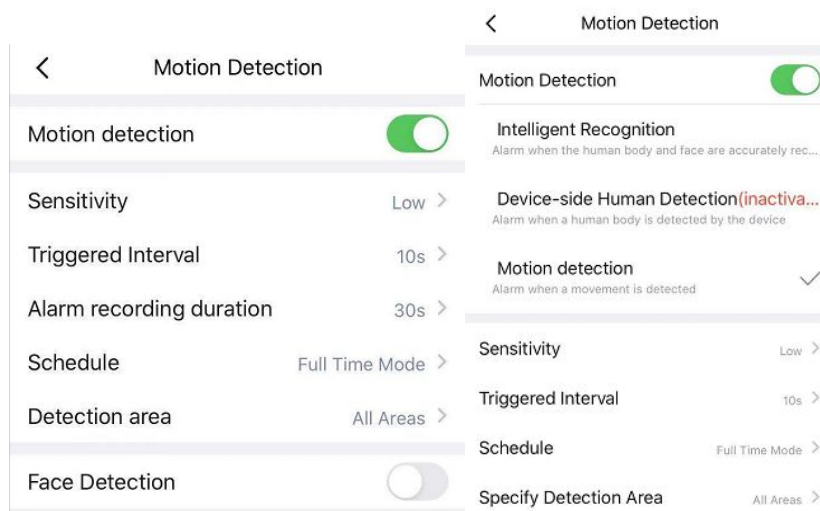 Motion Detection
Motion detection
Sensitivity Low
Triggered Interval 10s
Alarm recording duration 30s
Schedule Full Time Mode
Detection area All Areas
Face Detection
Motion Detection
Motion Detection
Intelligent Recognition
Alarm when the human body and face are accurately rec...
Device-side Human Detection(inactiva...
Alarm when a human body is detected by the device
Motion detection
Alarm when a movement is detected
Sensitivity Low
Triggered Interval 10s
Schedule Full Time Mode
Specify Detection Area All Areas